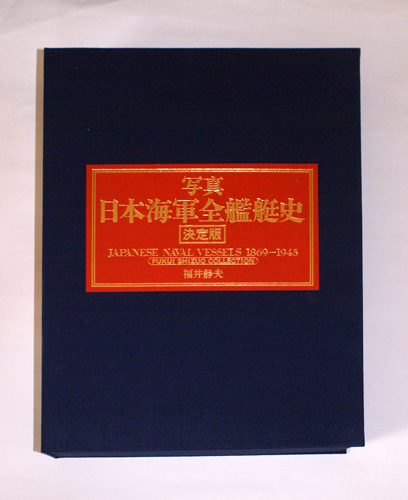 写真
日本海軍全艦艇史
決定版
JAPANESE NAVAL VESSELS 1869-1945
FUKUI SHIZUO COLLECTION
福井静夫